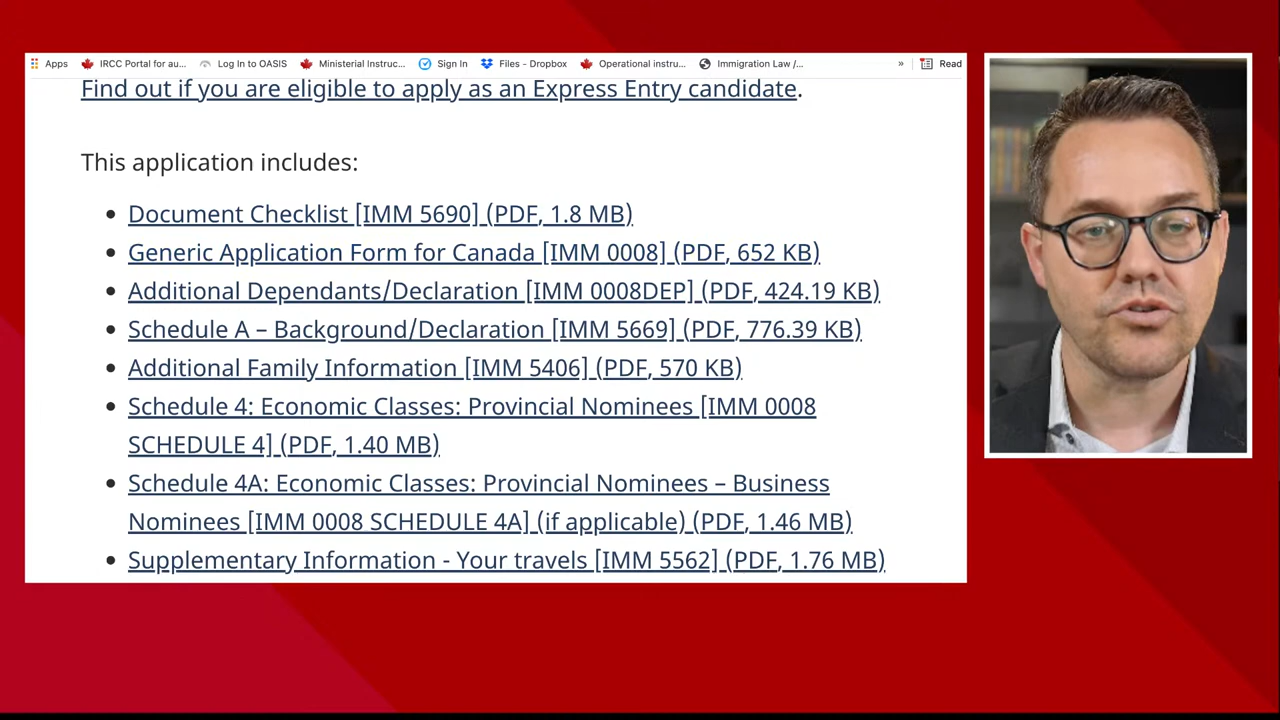 Apps IRCC Portal for au... Log In to OASIS Ministerial Instruc... Sign In Files - Dropbox Operational instru... Immigration Law /... » Read
Find out if you are eligible to apply as an Express Entry candidate.
This application includes:
• Document Checklist [IMM 5690] (PDF, 1.8 MB)
• Generic Application Form for Canada [IMM 0008] (PDF, 652 KB)
• Additional Dependants/Declaration [IMM 0008DEP] (PDF, 424.19 KB)
• Schedule A – Background/Declaration [IMM 5669] (PDF, 776.39 KB)
• Additional Family Information [IMM 5406] (PDF, 570 KB)
• Schedule 4: Economic Classes: Provincial Nominees [IMM 0008
SCHEDULE 4] (PDF, 1.40 MB)
• Schedule 4A: Economic Classes: Provincial Nominees – Business
Nominees [IMM 0008 SCHEDULE 4A] (if applicable) (PDF, 1.46 MB)
• Supplementary Information - Your travels [IMM 5562] (PDF, 1.76 MB)